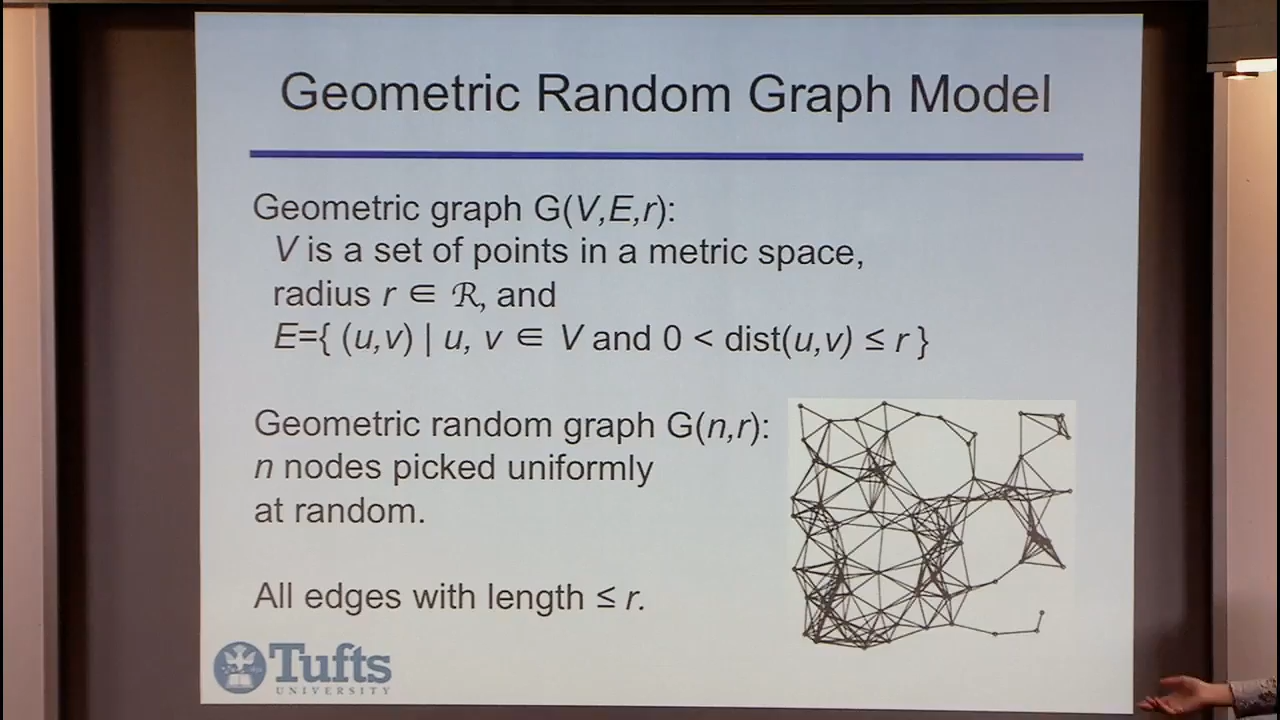 Geometric Random Graph Model
Geometric graph G(V,E,r):
V is a set of points in a metric space,
radius r ∈ ℛ, and
E={ (u,v) | u, v ∈ V and 0 < dist(u,v) ≤ r }
Geometric random graph G(n,r):
n nodes picked uniformly
at random.
All edges with length ≤ r.
Tufts
UNIVERSITY